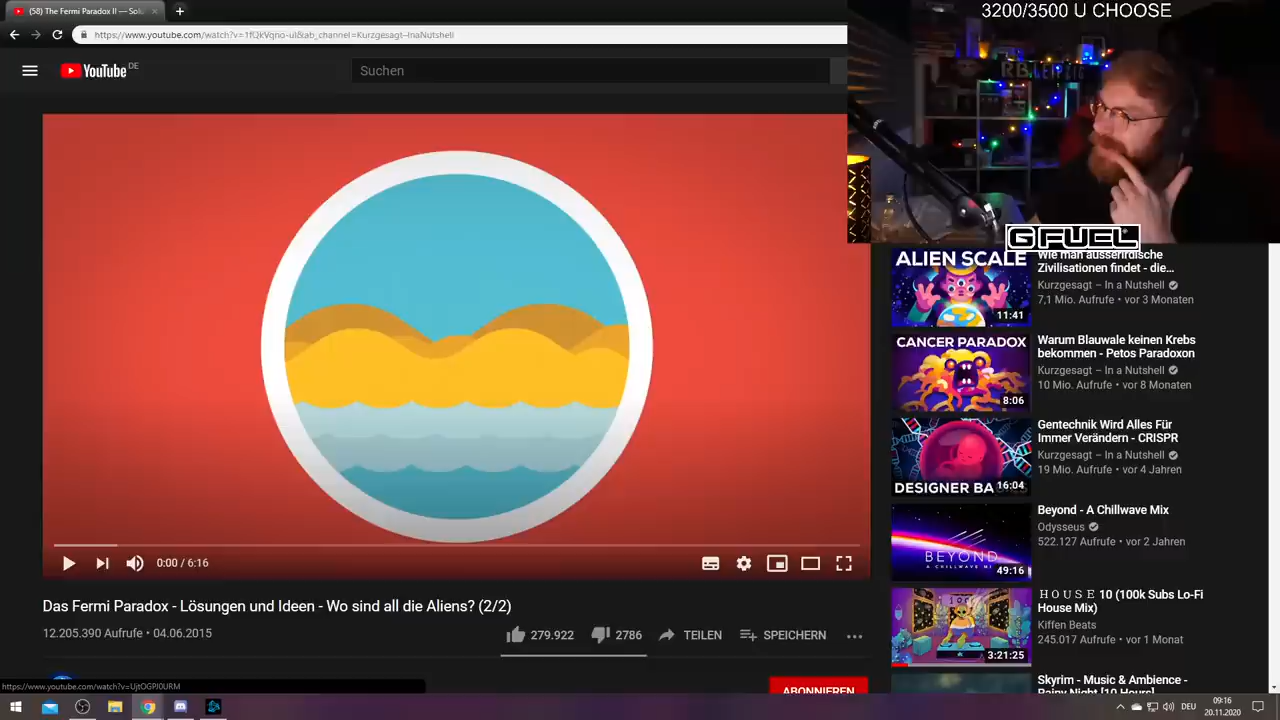 3200/3500 U CHOOSE
(58) The Fermi Paradox II — Solu
https://www.youtube.com/watch?v=1fQkVqno-uI&ab_channel=Kurzgesagt–InaNutshell
YouTube DE
Suchen
RB LEIPZIG
G FUEL
ALIEN SCALE
11:41
Wie man ausserirdische
Zivilisationen findet - die…
Kurzgesagt – In a Nutshell
7,1 Mio. Aufrufe • vor 3 Monaten
CANCER PARADOX
8:06
Warum Blauwale keinen Krebs
bekommen - Petos Paradoxon
Kurzgesagt – In a Nutshell
10 Mio. Aufrufe • vor 8 Monaten
DESIGNER BA
16:04
Gentechnik Wird Alles Für
Immer Verändern - CRISPR
Kurzgesagt – In a Nutshell
19 Mio. Aufrufe • vor 4 Jahren
BEYOND
49:16
Beyond - A Chillwave Mix
Odysseus
522.127 Aufrufe • vor 2 Jahren
3:21:25
H O U S E 10 (100k Subs Lo-Fi
House Mix)
Kiffen Beats
245.017 Aufrufe • vor 1 Monat
Skyrim - Music & Ambience -
Rainy Night [10 Hours]
0:00 / 6:16
Das Fermi Paradox - Lösungen und Ideen - Wo sind all die Aliens? (2/2)
12.205.390 Aufrufe • 04.06.2015
279.922
2786
TEILEN
SPEICHERN
ABONNIEREN
https://www.youtube.com/watch?v=UjtOGPJ0URM
DEU
09:16
20.11.2020